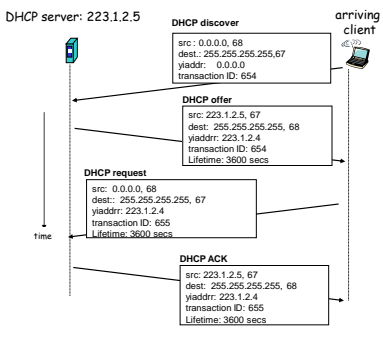 DHCP server: 223.1.2.5
arriving
client
DHCP discover
src : 0.0.0.0, 68
dest.: 255.255.255.255,67
yiaddr: 0.0.0.0
transaction ID: 654
DHCP offer
src: 223.1.2.5, 67
dest: 255.255.255.255, 68
yiaddrr: 223.1.2.4
transaction ID: 654
Lifetime: 3600 secs
DHCP request
src: 0.0.0.0, 68
dest:: 255.255.255.255, 67
yiaddrr: 223.1.2.4
transaction ID: 655
Lifetime: 3600 secs
time
DHCP ACK
src: 223.1.2.5, 67
dest: 255.255.255.255, 68
yiaddrr: 223.1.2.4
transaction ID: 655
Lifetime: 3600 secs